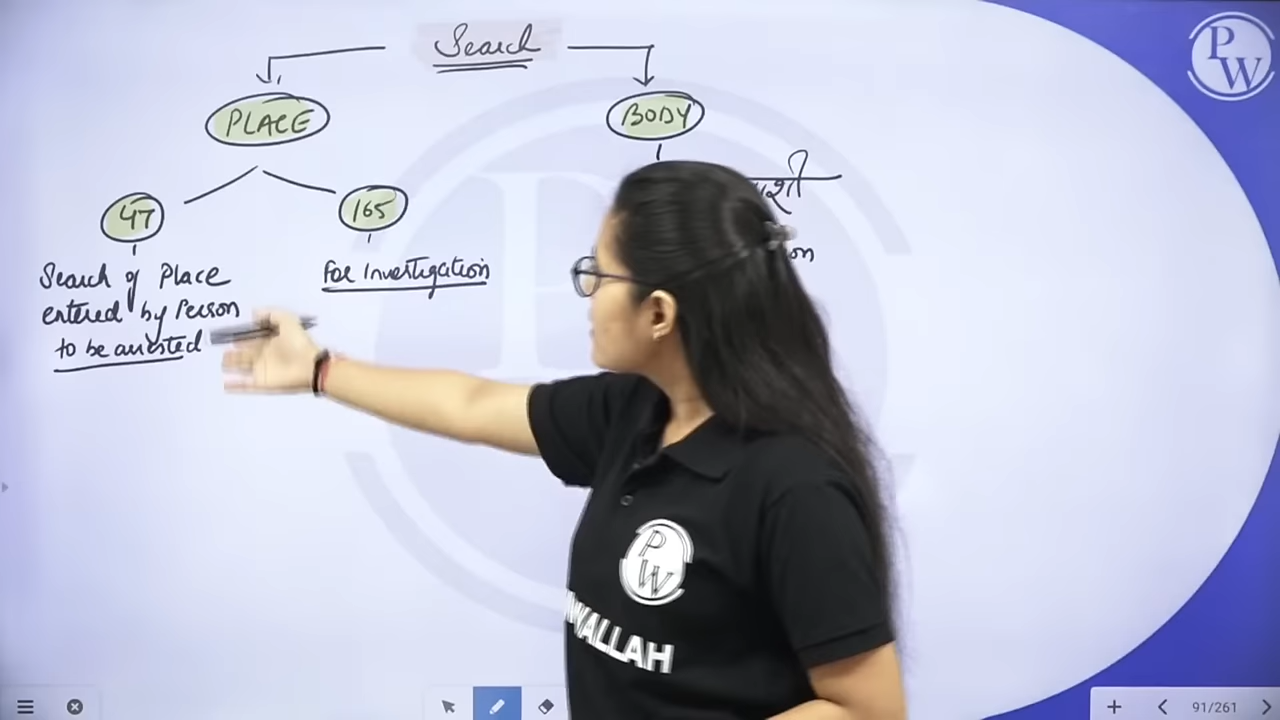 Search
PLACE
BODY
47
165
Search of Place
entered by Person
to be arrested
For Investigation
on
PW
PW
WALLAH
91/261